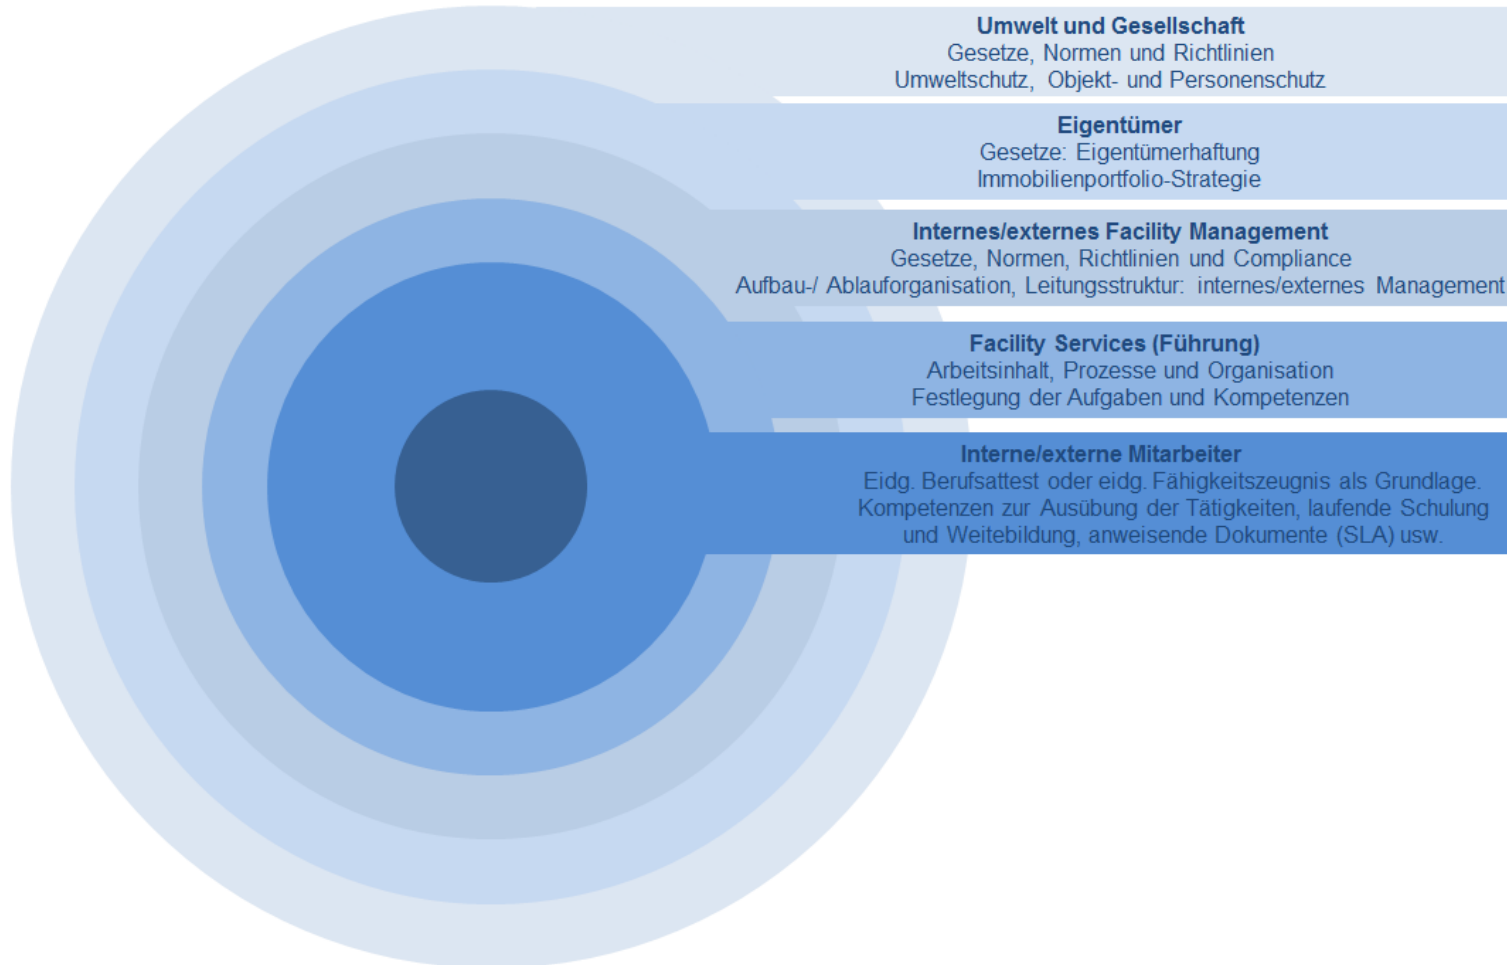 Umwelt und Gesellschaft
Gesetze, Normen und Richtlinien
Umweltschutz, Objekt- und Personenschutz
Eigentümer
Gesetze: Eigentümerhaftung
Immobilienportfolio-Strategie
Internes/externes Facility Management
Gesetze, Normen, Richtlinien und Compliance
Aufbau-/ Ablauforganisation, Leitungsstruktur: internes/externes Management
Facility Services (Führung)
Arbeitsinhalt, Prozesse und Organisation
Festlegung der Aufgaben und Kompetenzen
Interne/externe Mitarbeiter
Eidg. Berufsattest oder eidg. Fähigkeitszeugnis als Grundlage.
Kompetenzen zur Ausübung der Tätigkeiten, laufende Schulung
und Weitebildung, anweisende Dokumente (SLA) usw.